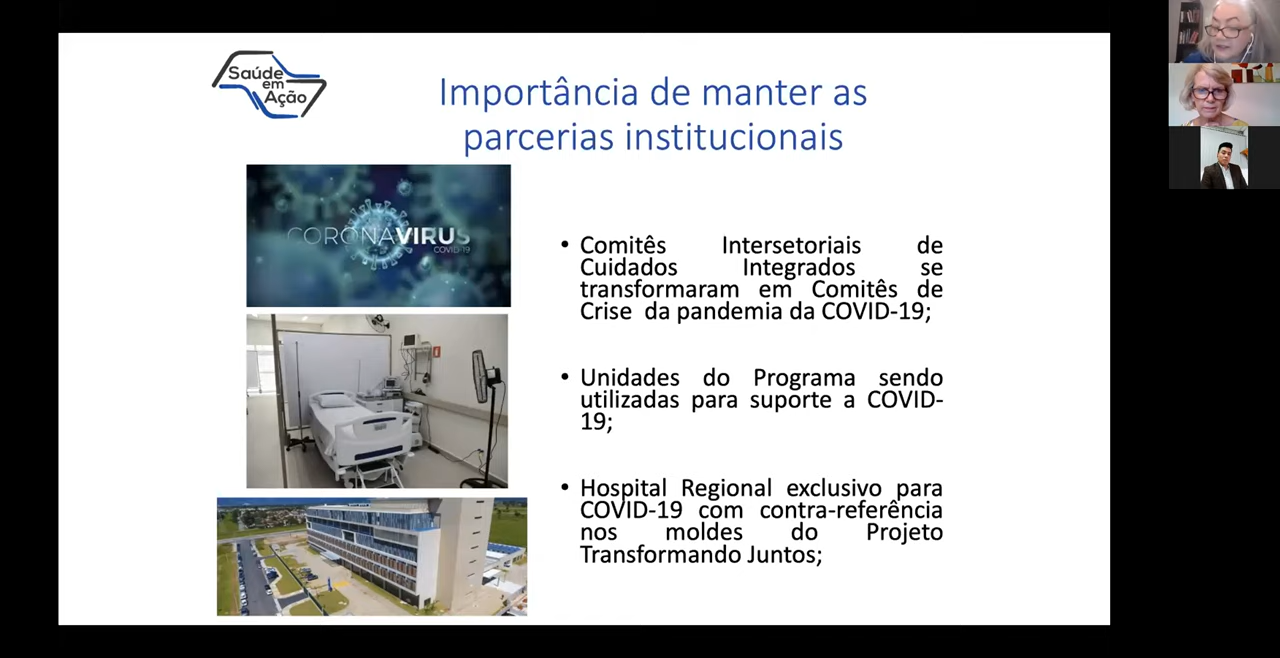 Saúde
em
Ação
Importância de manter as
parcerias institucionais
CORONAVIRUS
COVID-19
• Comitês Intersetoriais de
Cuidados Integrados se
transformaram em Comitês de
Crise da pandemia da COVID-19;
• Unidades do Programa sendo
utilizadas para suporte a COVID-
19;
• Hospital Regional exclusivo para
COVID-19 com contra-referência
nos moldes do Projeto
Transformando Juntos;